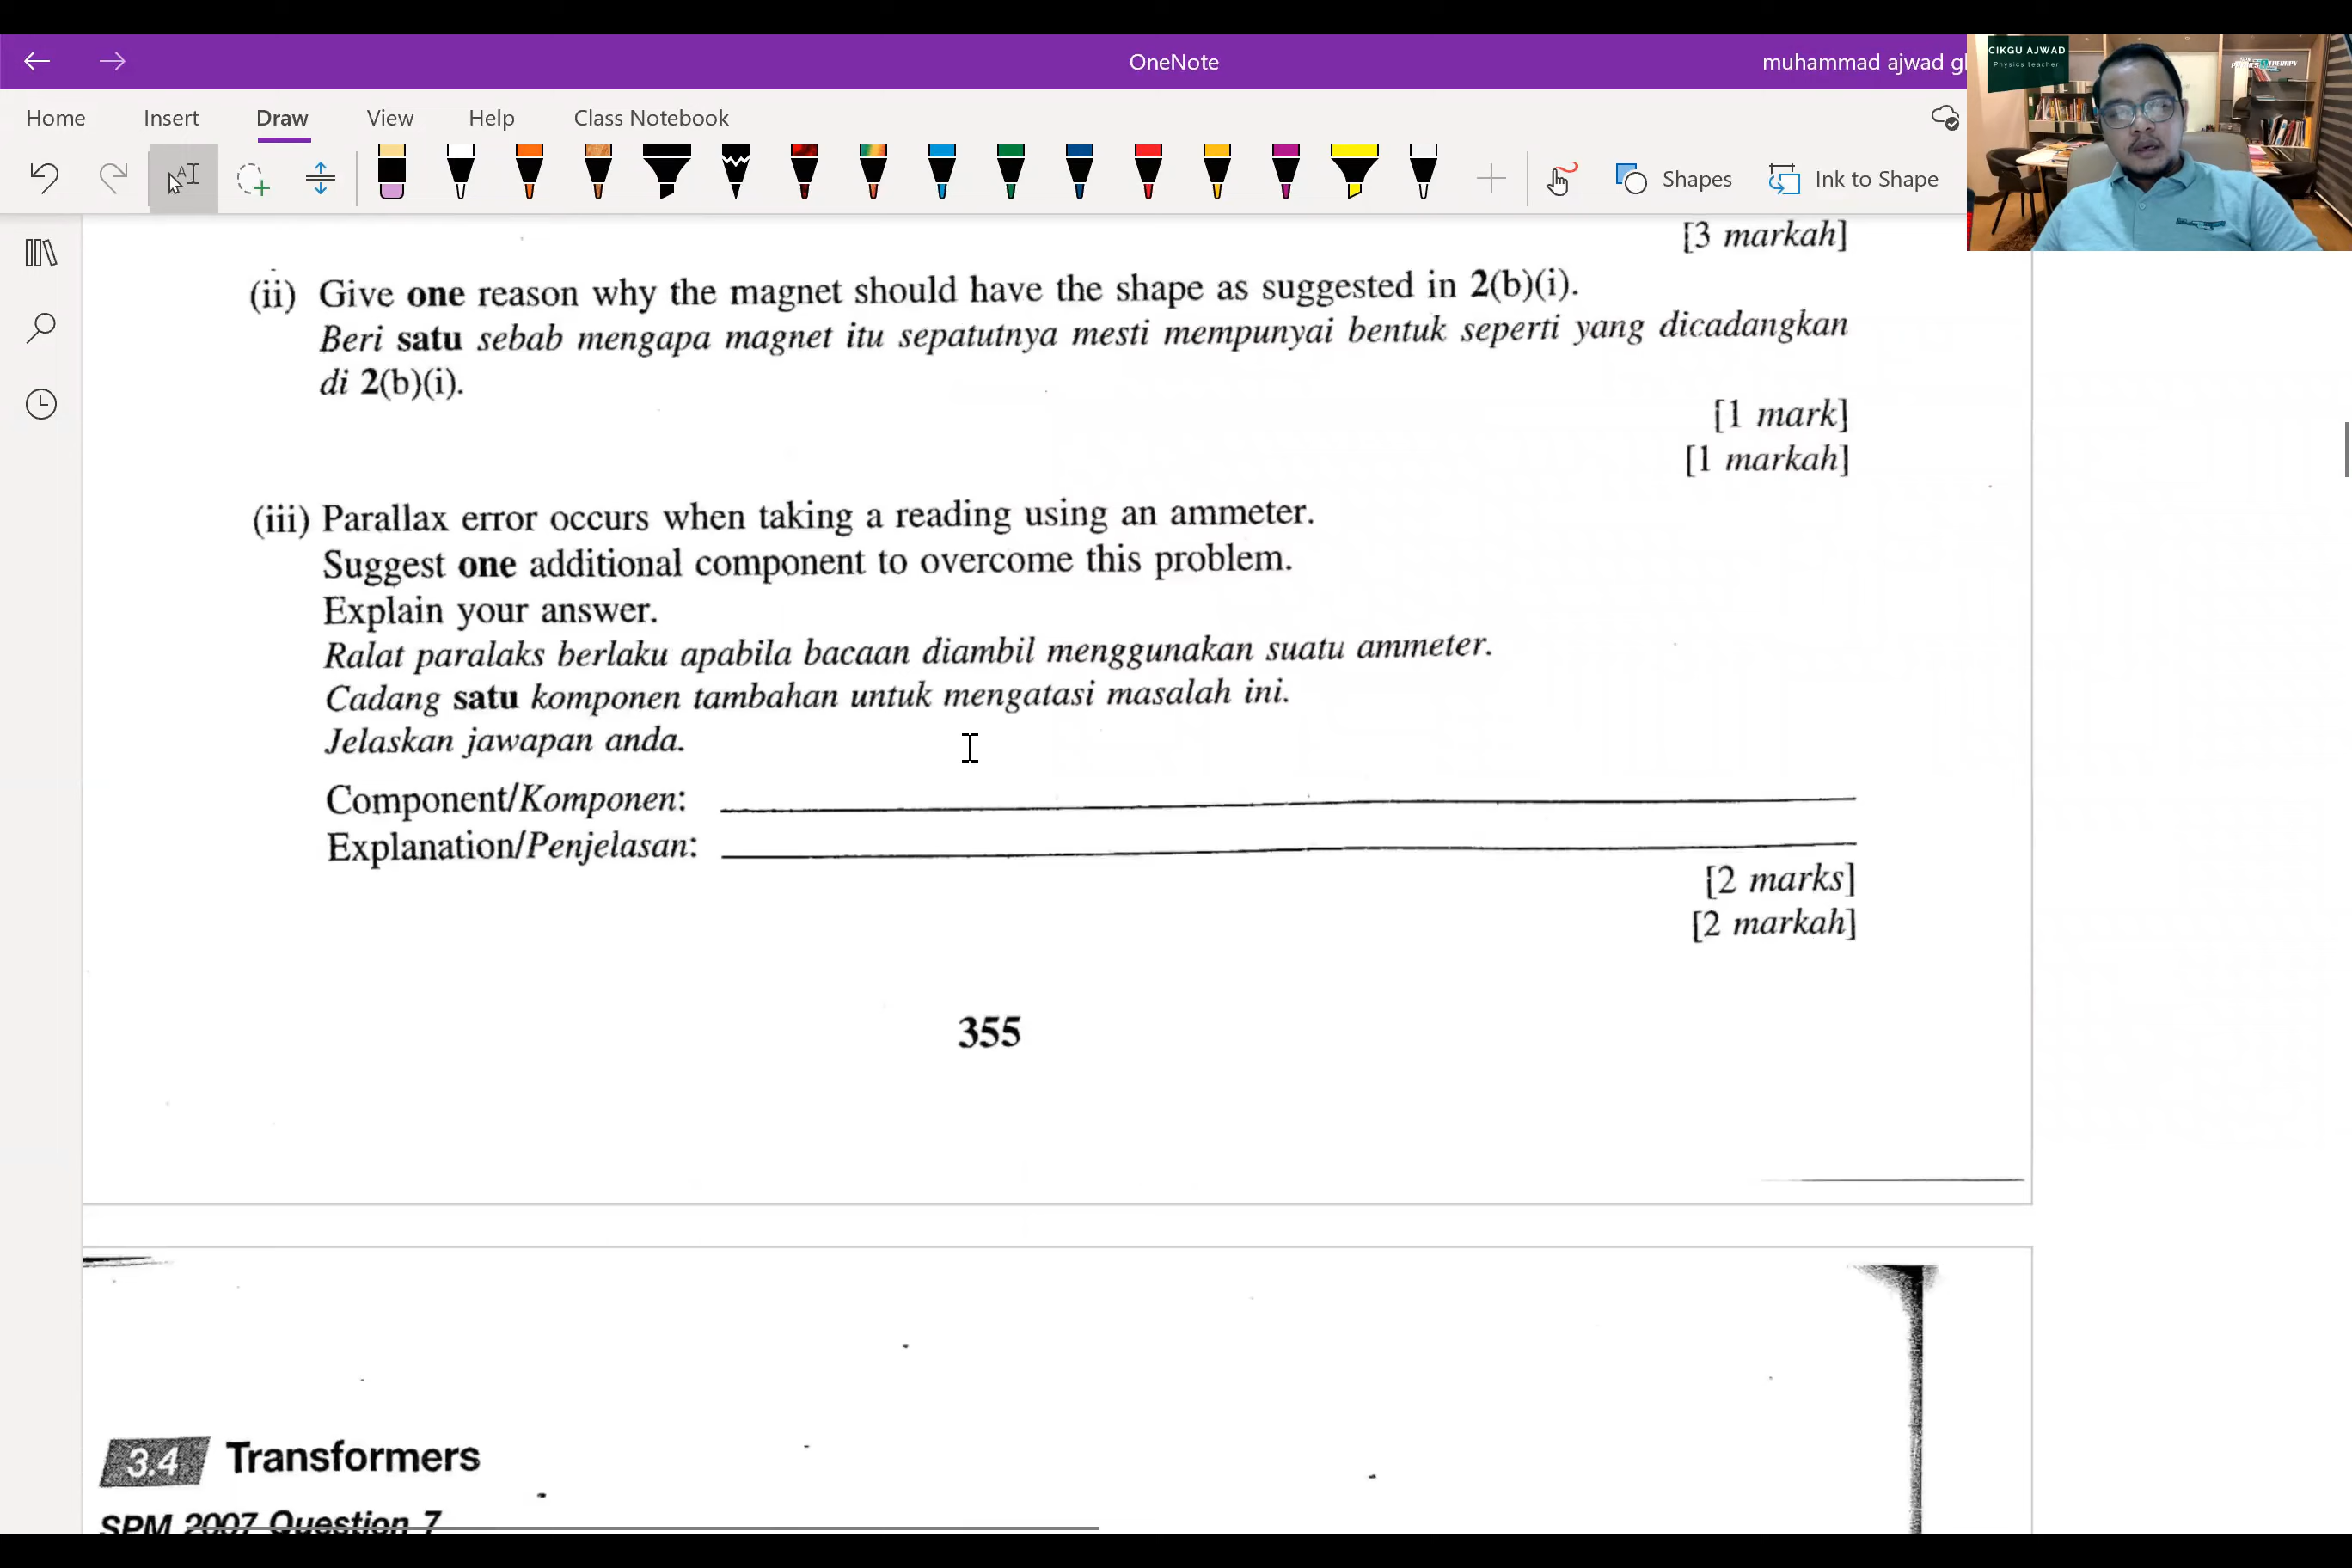 OneNote
muhammad ajwad gl
CIKGU AJWAD
Physics teacher
Home
Insert
Draw
View
Help
Class Notebook
Shapes
Ink to Shape
[3 markah]
(ii) Give one reason why the magnet should have the shape as suggested in 2(b)(i).
Beri satu sebab mengapa magnet itu sepatutnya mesti mempunyai bentuk seperti yang dicadangkan
di 2(b)(i).
[1 mark]
[1 markah]
(iii) Parallax error occurs when taking a reading using an ammeter.
Suggest one additional component to overcome this problem.
Explain your answer.
Ralat paralaks berlaku apabila bacaan diambil menggunakan suatu ammeter.
Cadang satu komponen tambahan untuk mengatasi masalah ini.
Jelaskan jawapan anda.
Component/Komponen:
Explanation/Penjelasan:
[2 marks]
[2 markah]
355
3.4 Transformers
SPM 2007 Question 7